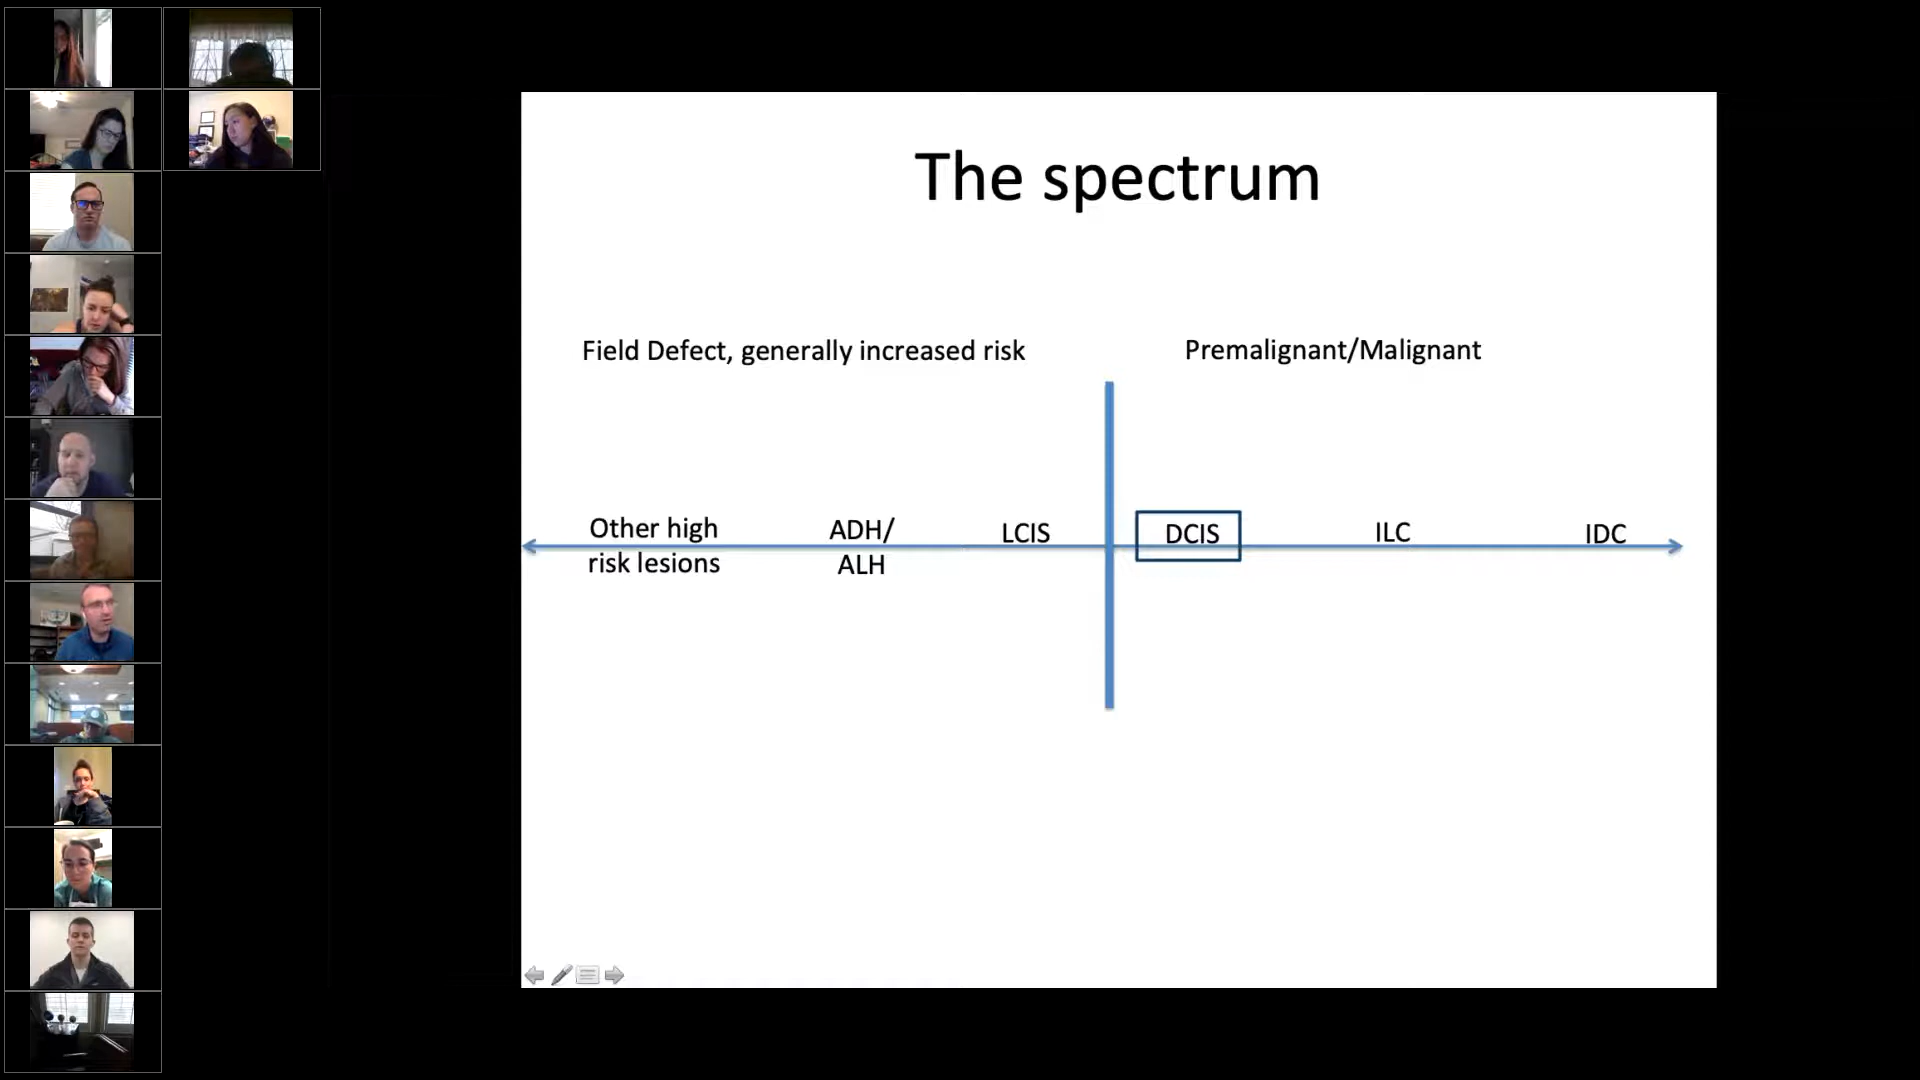 The spectrum
Field Defect, generally increased risk
Premalignant/Malignant
Other high
risk lesions
ADH/
ALH
LCIS
DCIS
ILC
IDC